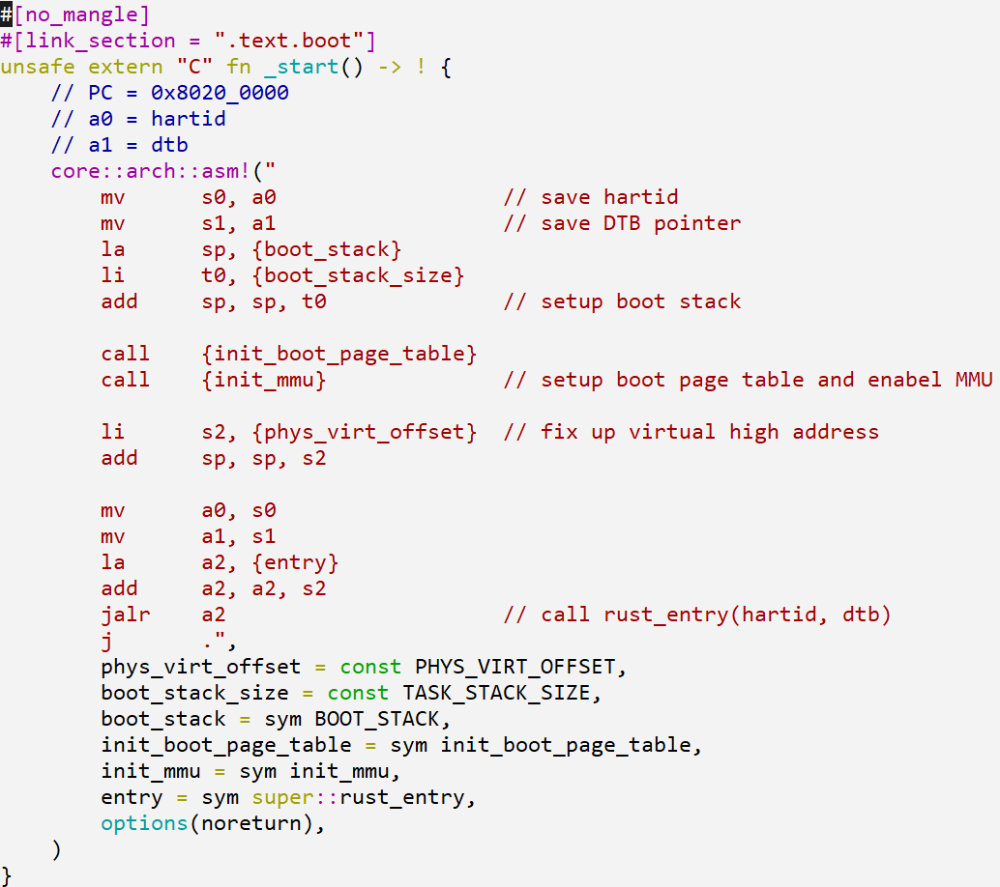 #[no_mangle]
#[link_section = ".text.boot"]
unsafe extern "C" fn _start() -> ! {
    // PC = 0x8020_0000
    // a0 = hartid
    // a1 = dtb
    core::arch::asm!("
        mv      s0, a0                  // save hartid
        mv      s1, a1                  // save DTB pointer
        la      sp, {boot_stack}
        li      t0, {boot_stack_size}
        add     sp, sp, t0              // setup boot stack

        call    {init_boot_page_table}
        call    {init_mmu}              // setup boot page table and enabel MMU

        li      s2, {phys_virt_offset}  // fix up virtual high address
        add     sp, sp, s2

        mv      a0, s0
        mv      a1, s1
        la      a2, {entry}
        add     a2, a2, s2
        jalr    a2                      // call rust_entry(hartid, dtb)
        j       .",
        phys_virt_offset = const PHYS_VIRT_OFFSET,
        boot_stack_size = const TASK_STACK_SIZE,
        boot_stack = sym BOOT_STACK,
        init_boot_page_table = sym init_boot_page_table,
        init_mmu = sym init_mmu,
        entry = sym super::rust_entry,
        options(noreturn),
    )
}